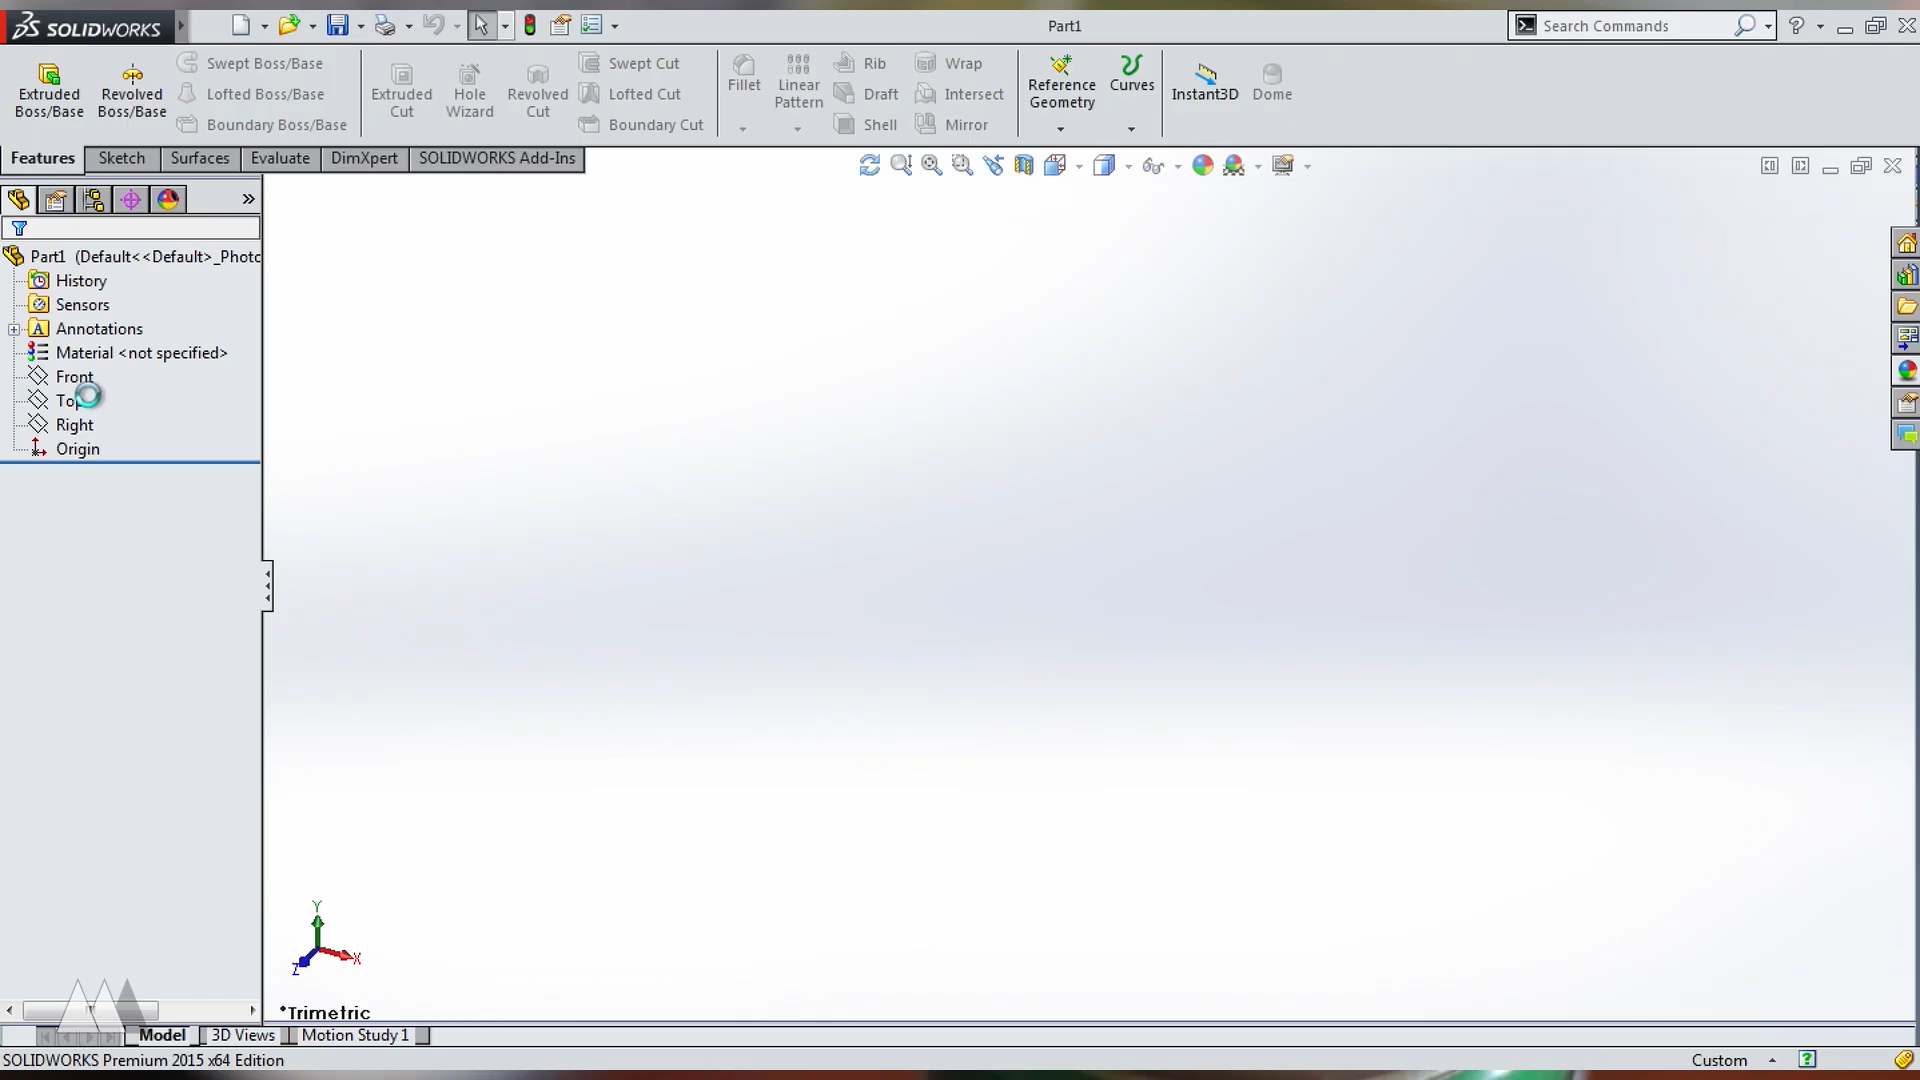 SOLIDWORKS
Part1
Search Commands
Extruded Boss/Base
Revolved Boss/Base
Swept Boss/Base
Lofted Boss/Base
Boundary Boss/Base
Extruded Cut
Hole Wizard
Revolved Cut
Swept Cut
Lofted Cut
Boundary Cut
Fillet
Linear Pattern
Rib
Draft
Shell
Wrap
Intersect
Mirror
Reference Geometry
Curves
Instant3D
Dome
Features
Sketch
Surfaces
Evaluate
DimXpert
SOLIDWORKS Add-Ins
Part1 (Default<<Default>_Photo
History
Sensors
A
Annotations
Material <not specified>
Front
Top
Right
Origin
Y
X
Z
*Trimetric
Model
3D Views
Motion Study 1
SOLIDWORKS Premium 2015 x64 Edition
Custom